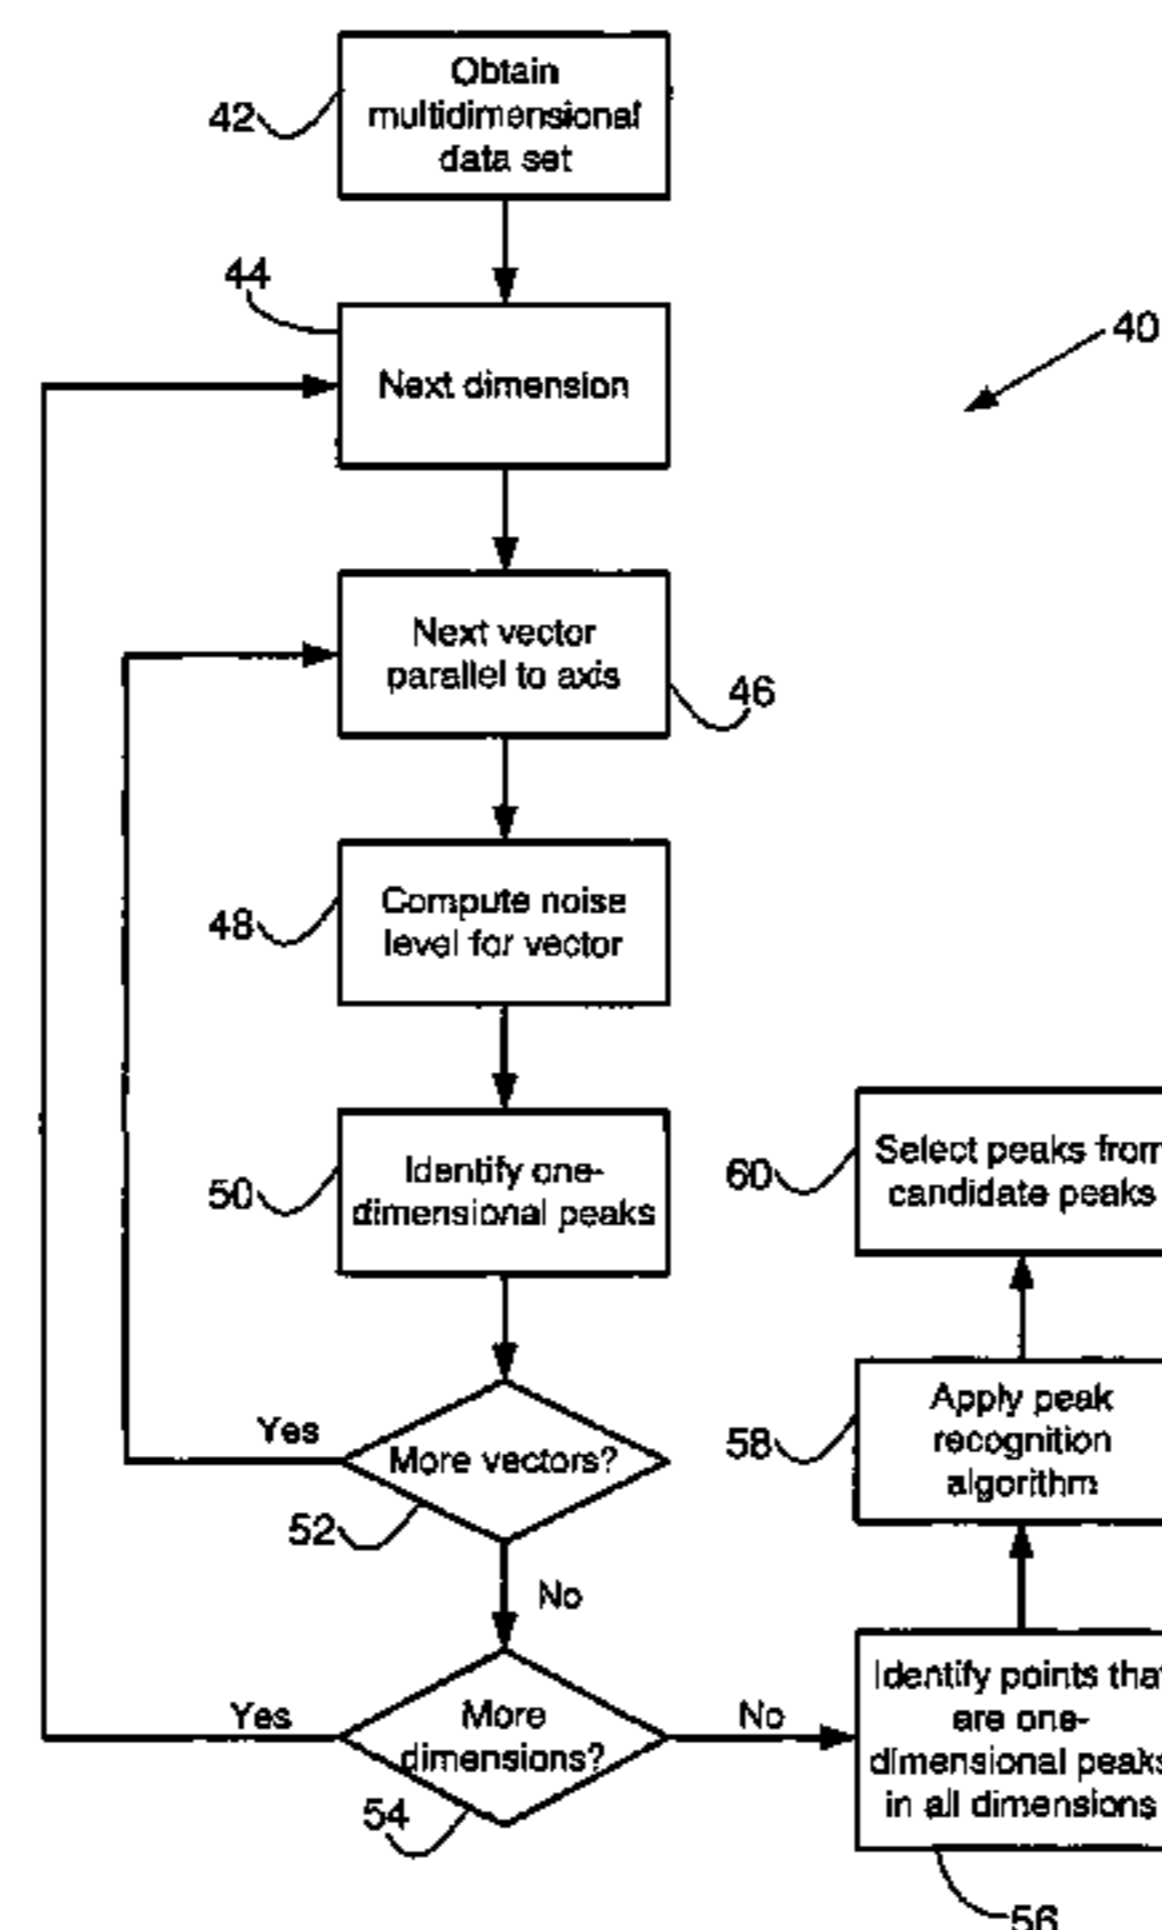 Obtain
multidimensional
data set
42
44
Next dimension
40
Next vector
parallel to axis
46
Compute noise
level for vector
48
Identify one-
dimensional peaks
50
More vectors?
Yes
52
No
More
dimensions?
Yes
No
54
Identify points that
are one-
dimensional peaks
in all dimensions
56
Apply peak
recognition
algorithm
58
Select peaks from
candidate peaks
60